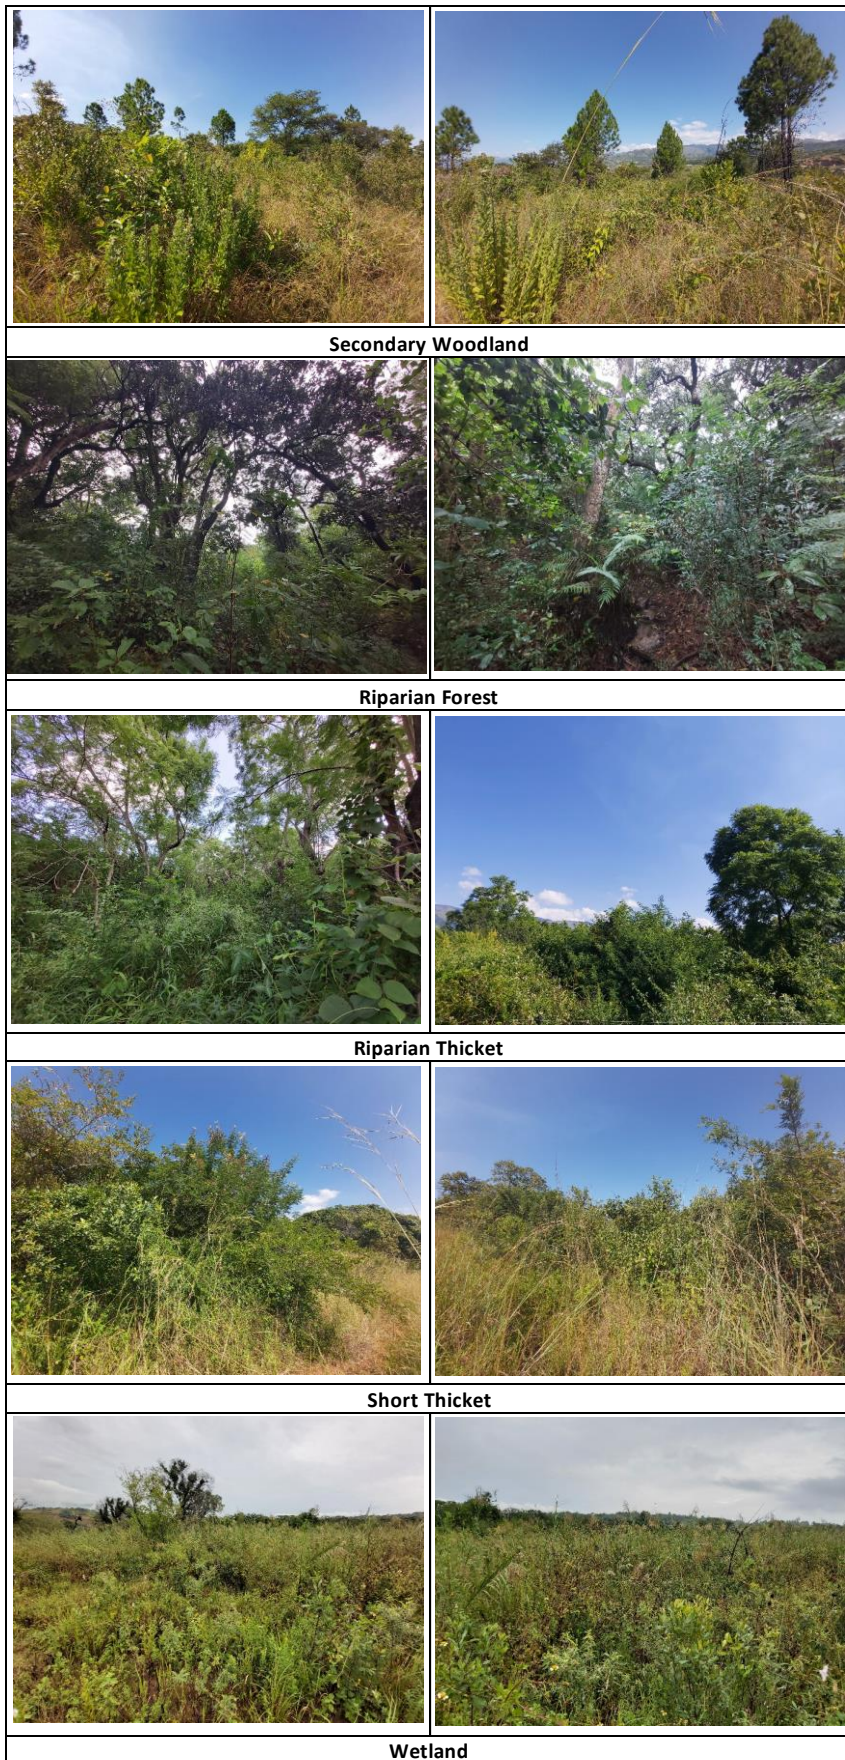 Secondary Woodland
Riparian Forest
Riparian Thicket
Short Thicket
Wetland